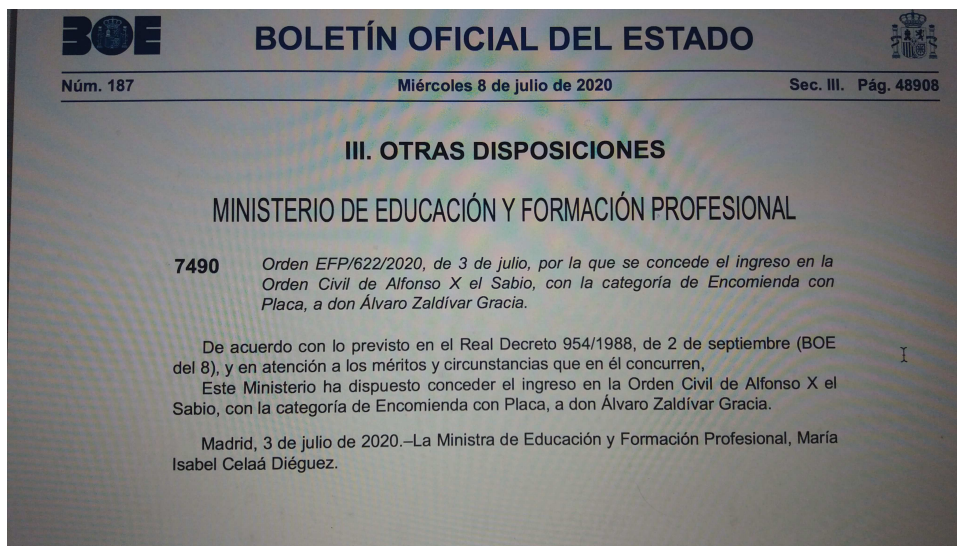 BOE
BOLETÍN OFICIAL DEL ESTADO
Núm. 187 Miércoles 8 de julio de 2020 Sec. III. Pág. 48908
III. OTRAS DISPOSICIONES
MINISTERIO DE EDUCACIÓN Y FORMACIÓN PROFESIONAL
7490 Orden EFP/622/2020, de 3 de julio, por la que se concede el ingreso en la
Orden Civil de Alfonso X el Sabio, con la categoría de Encomienda con
Placa, a don Álvaro Zaldívar Gracia.
De acuerdo con lo previsto en el Real Decreto 954/1988, de 2 de septiembre (BOE
del 8), y en atención a los méritos y circunstancias que en él concurren,
Este Ministerio ha dispuesto conceder el ingreso en la Orden Civil de Alfonso X el
Sabio, con la categoría de Encomienda con Placa, a don Álvaro Zaldívar Gracia.
Madrid, 3 de julio de 2020.–La Ministra de Educación y Formación Profesional, María
Isabel Celaá Diéguez.